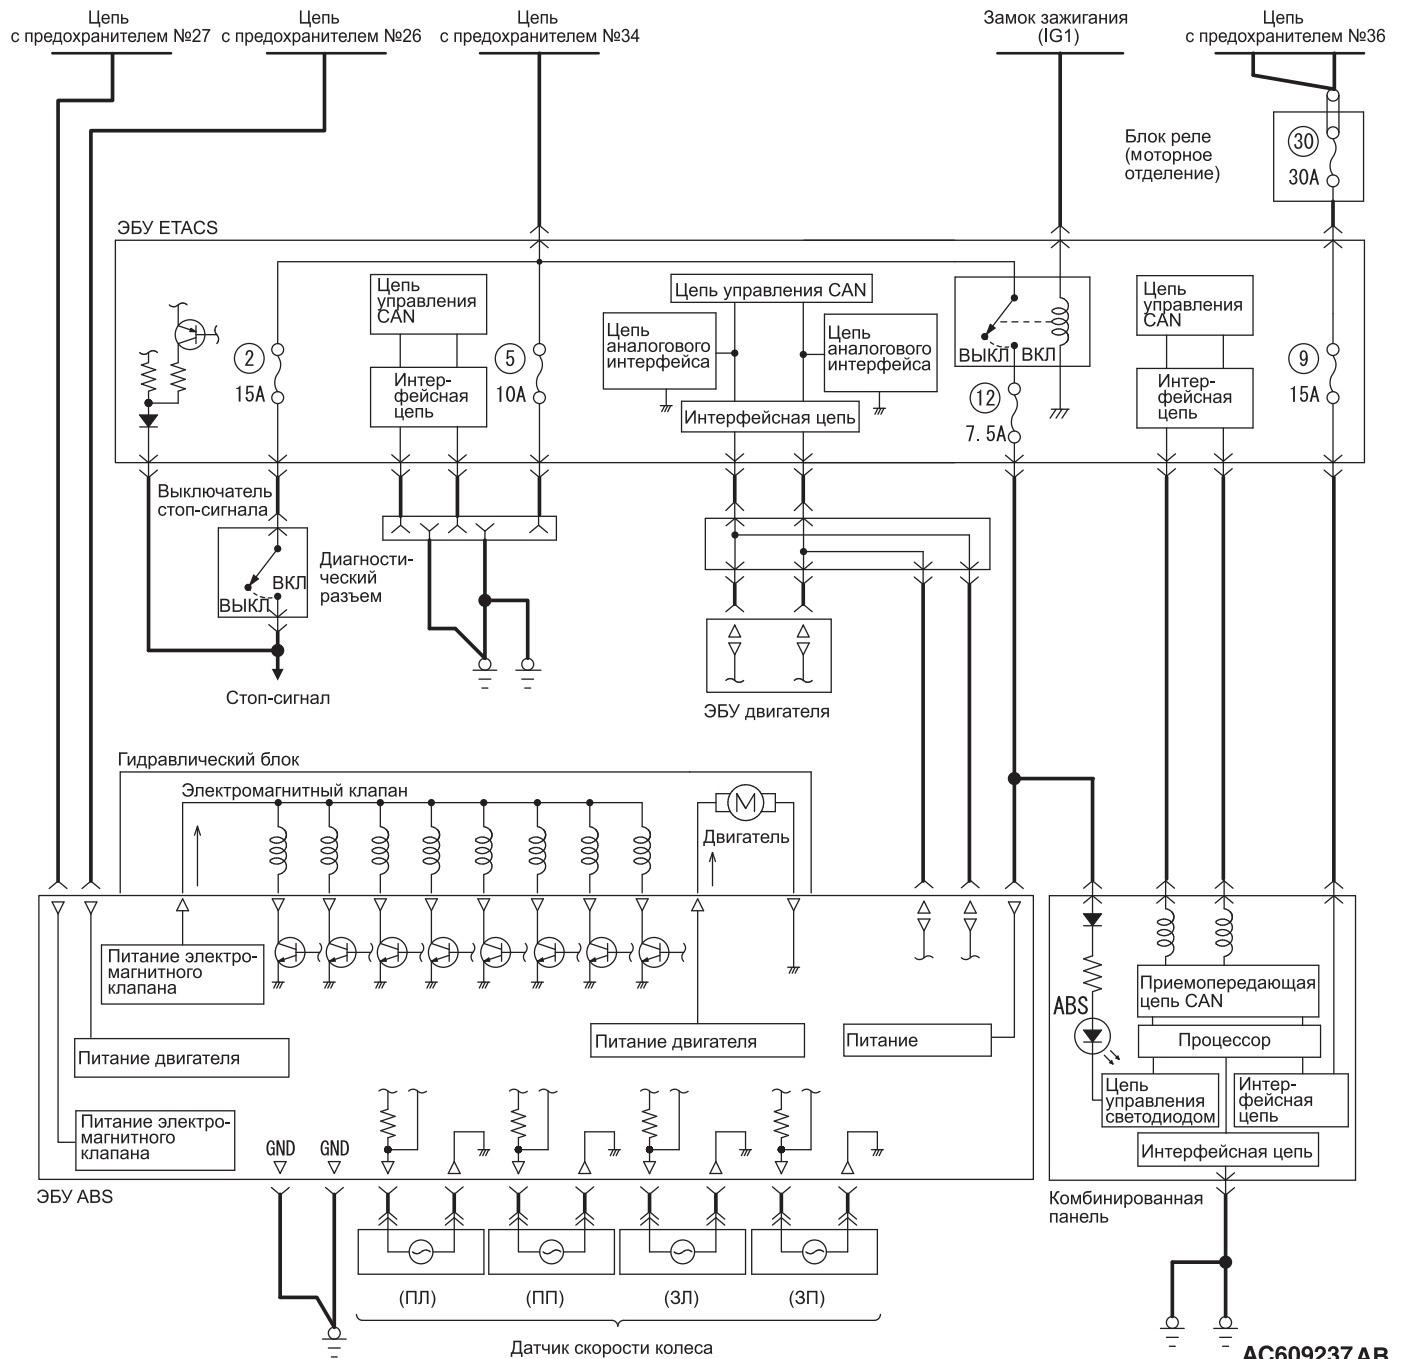 Цепь
с предохранителем №27
Цепь
с предохранителем №26
Цепь
с предохранителем №34
Замок зажигания
(IG1)
Цепь
с предохранителем №36
Блок реле
(моторное
отделение)
30
30A
ЭБУ ETACS
Цепь
управления
CAN
Интер-
фейсная
цепь
2
15A
5
10A
Цепь управления CAN
Цепь
аналогового
интерфейса
Цепь
аналогового
интерфейса
Интерфейсная цепь
ВЫКЛ
ВКЛ
12
7.5A
Цепь
управления
CAN
Интер-
фейсная
цепь
9
15A
Выключатель
стоп-сигнала
ВКЛ
ВЫКЛ
Диагности-
ческий
разъем
Стоп-сигнал
ЭБУ двигателя
Гидравлический блок
Электромагнитный клапан
M
Двигатель
Питание электро-
магнитного
клапана
Питание двигателя
Питание двигателя
Питание
Питание электро-
магнитного
клапана
GND
GND
ЭБУ ABS
ABS
Приемопередающая
цепь CAN
Процессор
Цепь
управления
светодиодом
Интер-
фейсная
цепь
Интерфейсная цепь
Комбинированная
панель
(ПЛ)
(ПП)
(ЗЛ)
(ЗП)
Датчик скорости колеса
AC609237AB